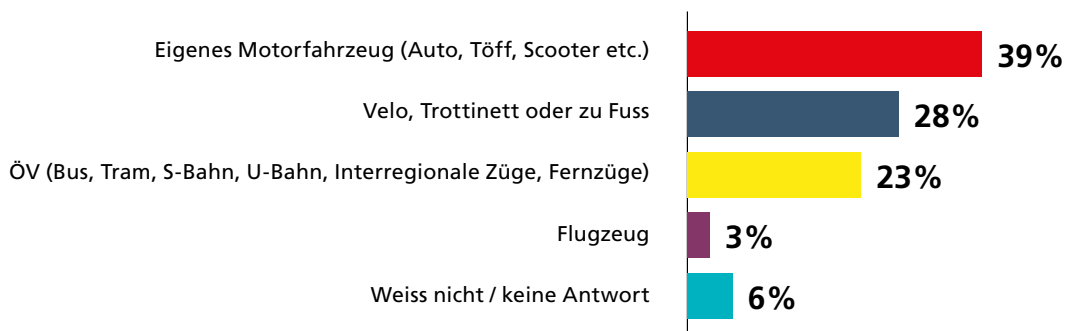 Eigenes Motorfahrzeug (Auto, Töff, Scooter etc.) 39%
Velo, Trottinett oder zu Fuss 28%
ÖV (Bus, Tram, S-Bahn, U-Bahn, Interregionale Züge, Fernzüge) 23%
Flugzeug 3%
Weiss nicht / keine Antwort 6%